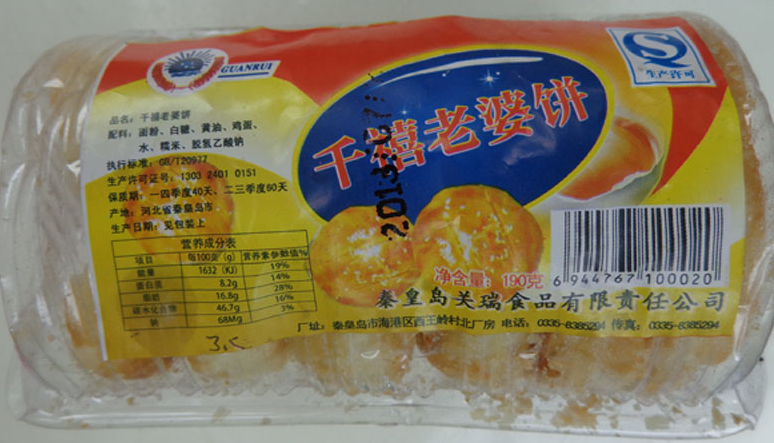 GUANRUI
生产许可
千禧老婆饼
品名：千禧老婆饼
配料：面粉、白糖、黄油、鸡蛋、
水、糯米、脱氢乙酸钠
执行标准：GB/T20977
生产许可证号：1303 2401 0151
保质期：一四季度40天、二三季度60天
产地：河北省秦皇岛市
生产日期：见包装上
营养成分表
项目 每100克(g) 营养素参数值%
能量 1632 (KJ) 19%
蛋白质 8.2g 14%
脂肪 16.8g 28%
碳水化合物 46.7g 16%
钠 68Mg 3%
净含量：190克
6 944767 100020
秦皇岛关瑞食品有限责任公司
厂址：秦皇岛市海港区西王岭村北厂房 电话：0335-8385294 传真：0335-8385294